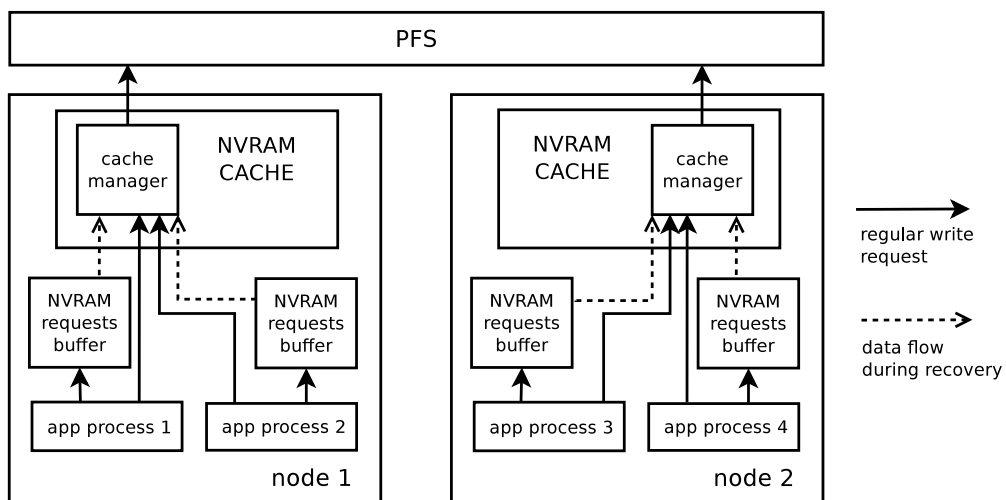 PFS
NVRAM
CACHE
cache
manager
NVRAM
requests
buffer
NVRAM
requests
buffer
app process 1
app process 2
node 1
NVRAM
CACHE
cache
manager
NVRAM
requests
buffer
NVRAM
requests
buffer
app process 3
app process 4
node 2
regular write
request
data flow
during recovery